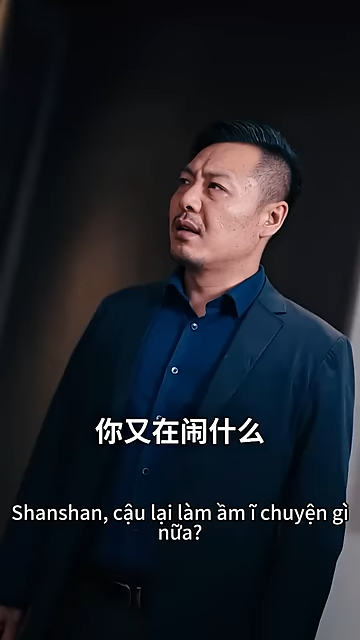 你又在闹什么
Shanshan, cậu lại làm ầm ĩ chuyện gì
nữa?